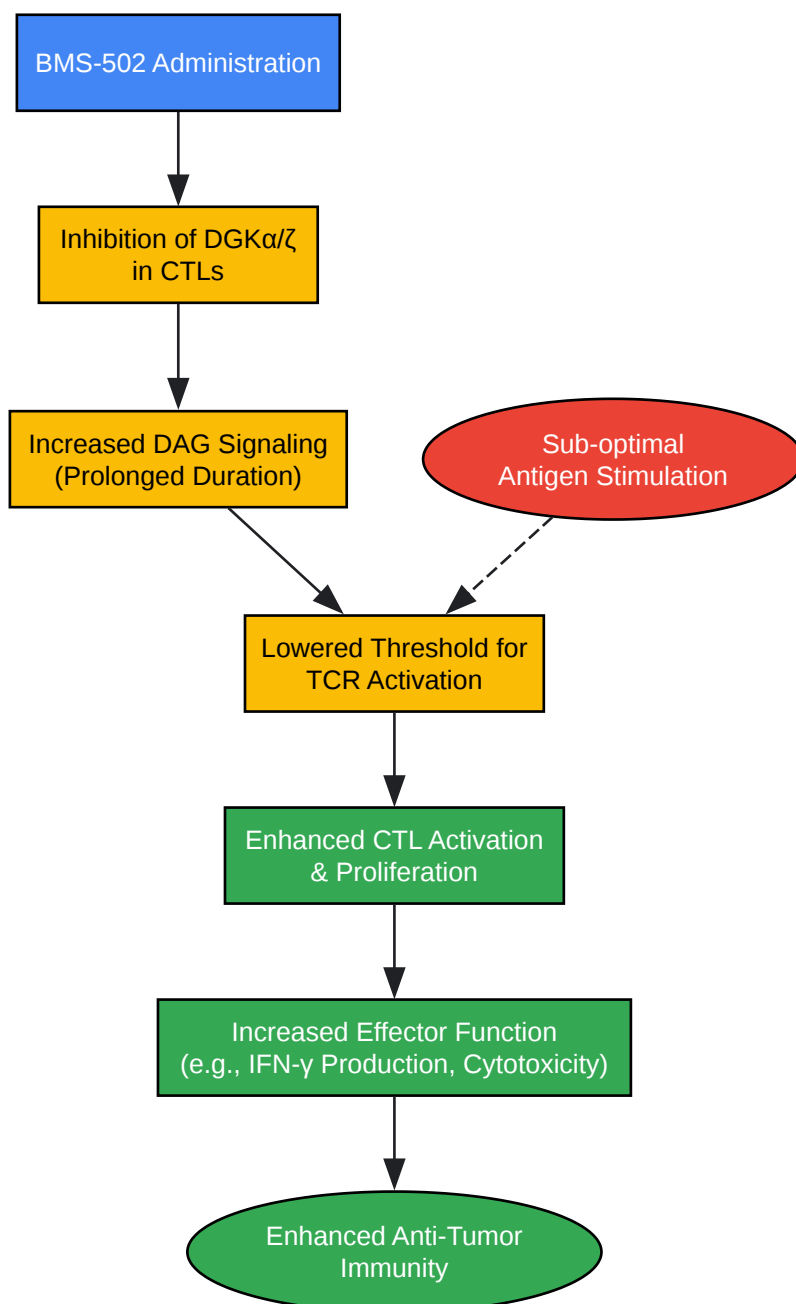 BMS-502 Administration
Inhibition of DGKα/ζ
in CTLs
Increased DAG Signaling
(Prolonged Duration)
Sub-optimal
Antigen Stimulation
Lowered Threshold for
TCR Activation
Enhanced CTL Activation
& Proliferation
Increased Effector Function
(e.g., IFN-γ Production, Cytotoxicity)
Enhanced Anti-Tumor
Immunity